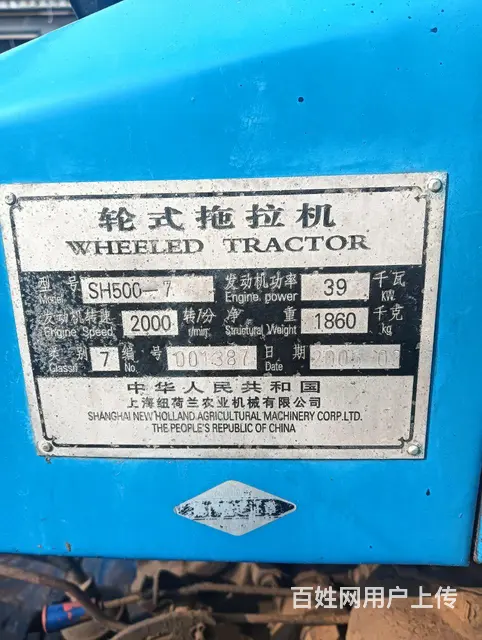 轮式拖拉机
WHEELED TRACTOR
型号 SH500-7 发动机功率 39 千瓦
Model Engine power KW
发动机转速 2000 转/分 净重 1860 千克
Engine Speed r/min Structural Weight kg
类别 7 编号 001387 日期
Classifi No. Date
中华人民共和国
上海纽荷兰农业机械有限公司
SHANGHAI NEW HOLLAND AGRICULTURAL MACHINERY CORP.LTD.
THE PEOPLE'S REPUBLIC OF CHINA
百姓网用户上传